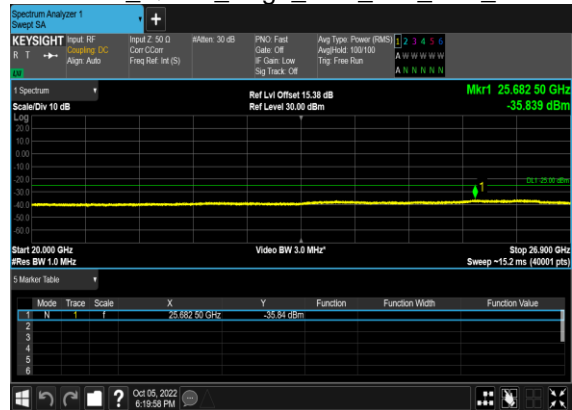 Spectrum Analyzer 1
Swept SA
+
KEYSIGHT Input: RF Input Z: 50 Ω #Atten: 30 dB PNO: Fast Avg Type: Power (RMS) 1 2 3 4 5 6
R T Coupling: DC Corr CCorr Gate: Off Avg|Hold: 100/100 A W W W W W
Align: Auto Freq Ref: Int (S) IF Gain: Low Trig: Free Run A N N N N N
LXI Sig Track: Off
1 Spectrum Ref Lvl Offset 15.38 dB Mkr1 25.682 50 GHz
Scale/Div 10 dB Ref Level 30.00 dBm -35.839 dBm
Log
20.0
10.0
0.00
-10.0
-20.0 DL1 -25.00 dBm
-30.0 1
-40.0
-50.0
-60.0
Start 20.000 GHz Video BW 3.0 MHz* Stop 26.900 GHz
#Res BW 1.0 MHz Sweep ~15.2 ms (40001 pts)
5 Marker Table
Mode Trace Scale X Y Function Function Width Function Value
1 N 1 f 25.682 50 GHz -35.84 dBm
2
3
4
5
6
? Oct 05, 2022
6:19:58 PM